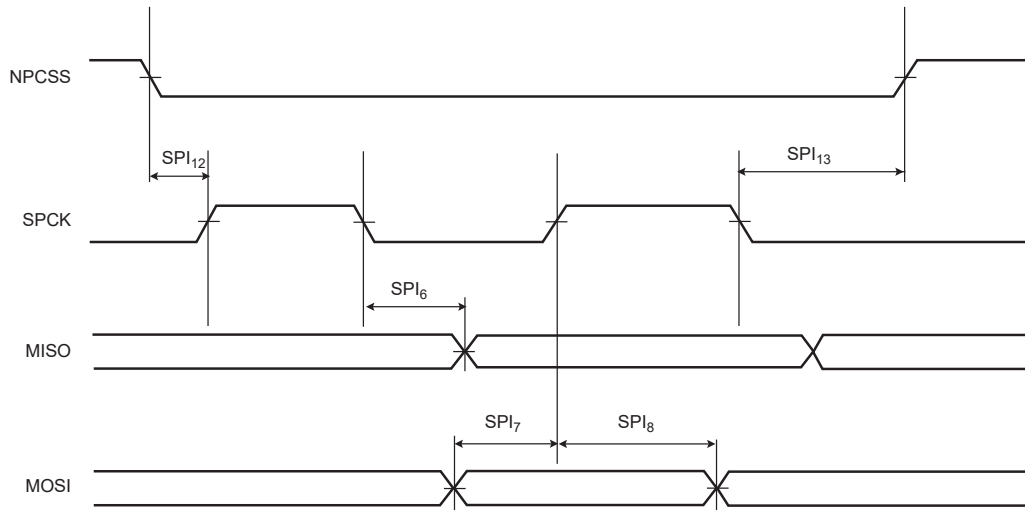 NPCSS
SPI₁₂ SPI₁₃
SPCK
SPI₆
MISO
SPI₇ SPI₈
MOSI